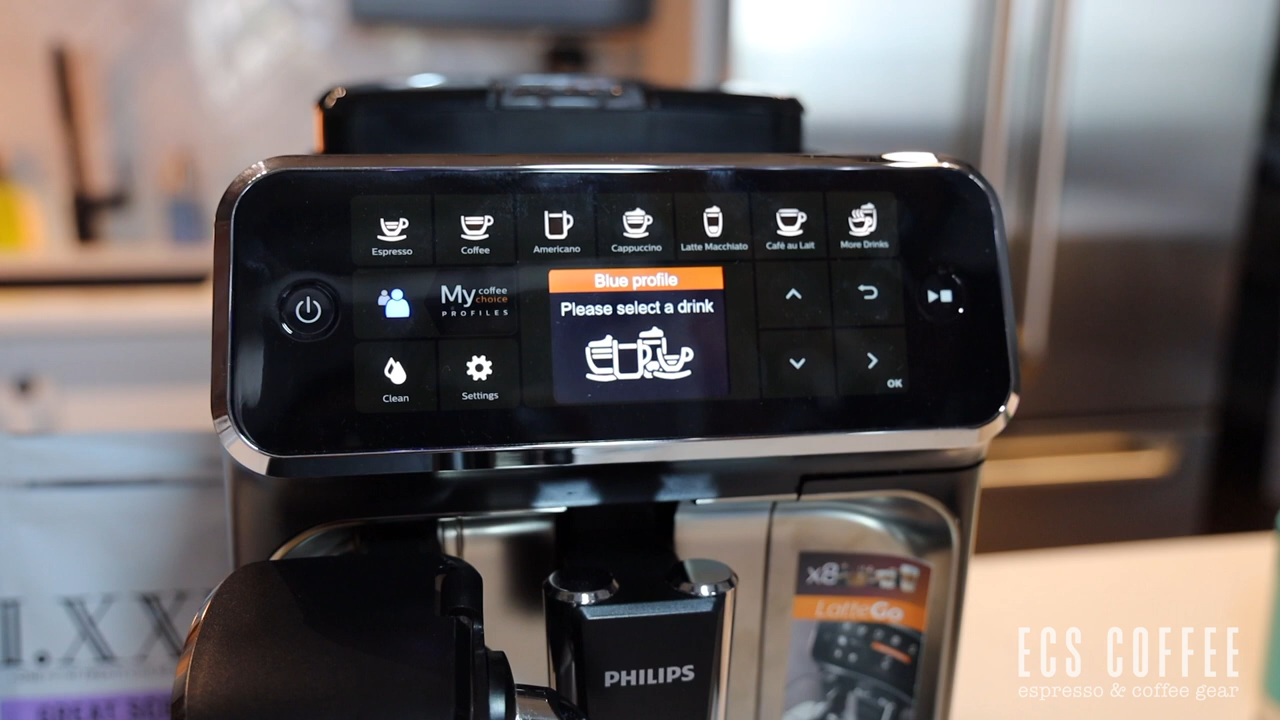 Espresso
Coffee
Americano
Cappuccino
Latte Macchiato
Café au Lait
More Drinks
My coffee
choice
PROFILES
Blue profile
Please select a drink
Clean
Settings
OK
x8
LatteGo
PHILIPS
I.XX
ECS COFFEE
espresso & coffee gear